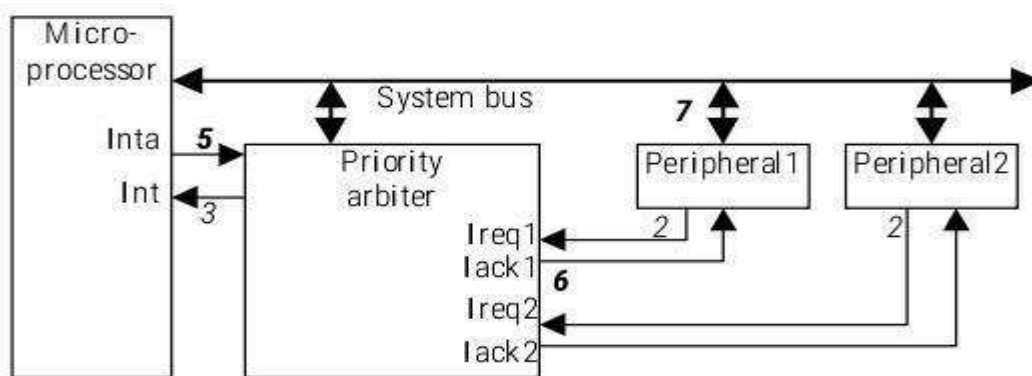 Micro-
processor
System bus
7
Inta
5
Priority
arbiter
Peripheral1
Peripheral2
Int
3
2
2
Ireq1
Iack1
6
Ireq2
Iack2